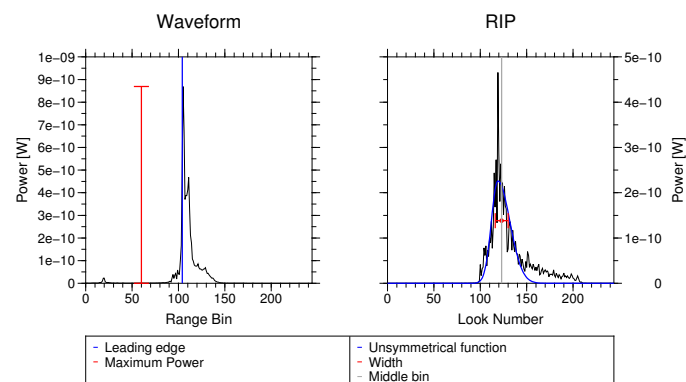 Waveform
RIP
1e−09
9e−10
8e−10
7e−10
6e−10
5e−10
4e−10
3e−10
2e−10
1e−10
0
Power [W]
0 50 100 150 200
Range Bin
5e−10
4e−10
3e−10
2e−10
1e−10
0
Power [W]
0 50 100 150 200
Look Number
Leading edge
Maximum Power
Unsymmetrical function
Width
Middle bin